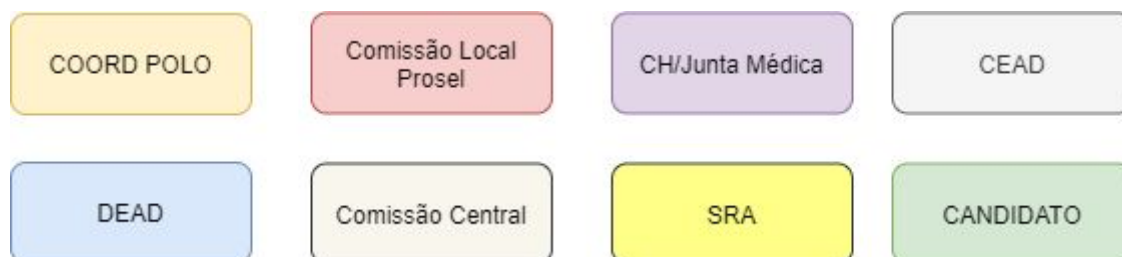 COORD POLO
Comissão Local
Prosel
CH/Junta Médica
CEAD
DEAD
Comissão Central
SRA
CANDIDATO